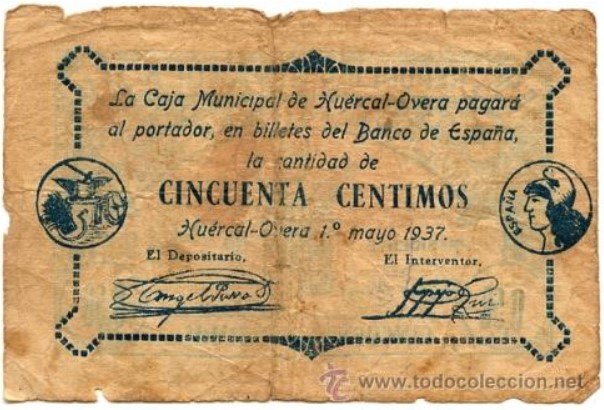 La Caja Municipal de Huércal-Overa pagará
al portador, en billetes del Banco de España,
la cantidad de
CINCUENTA CENTIMOS
Huércal-Overa 1.º mayo 1937.
El Depositario,
El Interventor,
ESPAÑA
www.todocoleccion.net